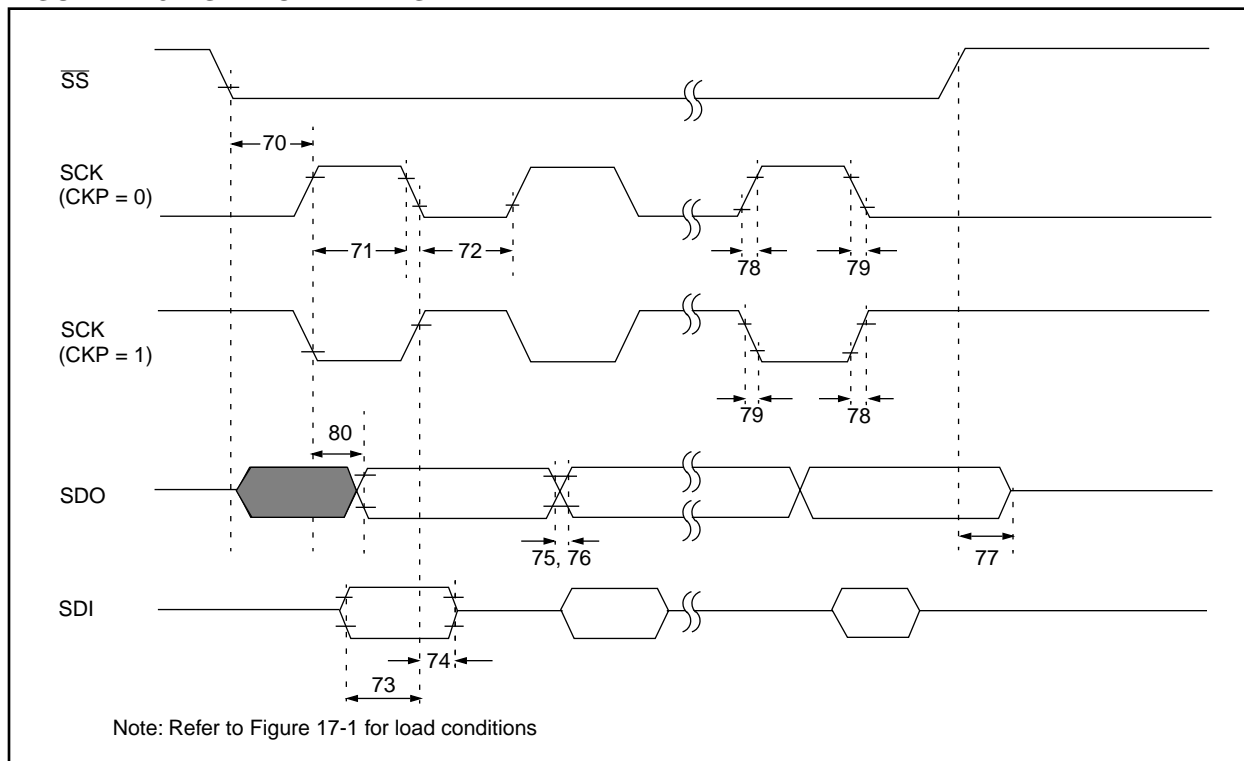 SS
70
SCK
(CKP = 0)
71
72
78
79
SCK
(CKP = 1)
79
78
80
SDO
75, 76
77
SDI
74
73
Note: Refer to Figure 17-1 for load conditions